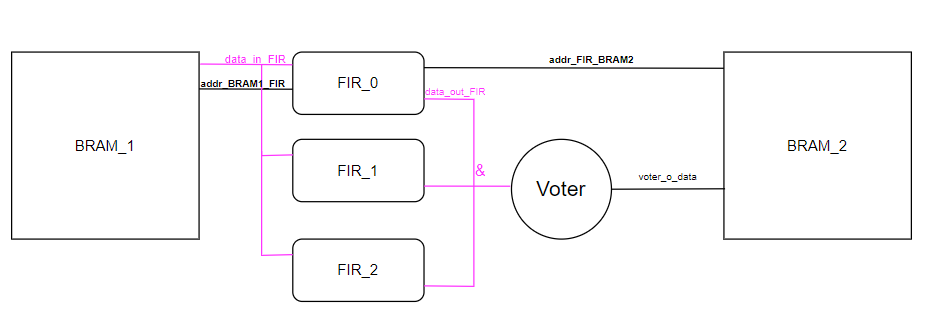 data_in_FIR
addr_BRAM1_FIR
FIR_0
addr_FIR_BRAM2
data_out_FIR
BRAM_1
FIR_1
&
Voter
voter_o_data
BRAM_2
FIR_2